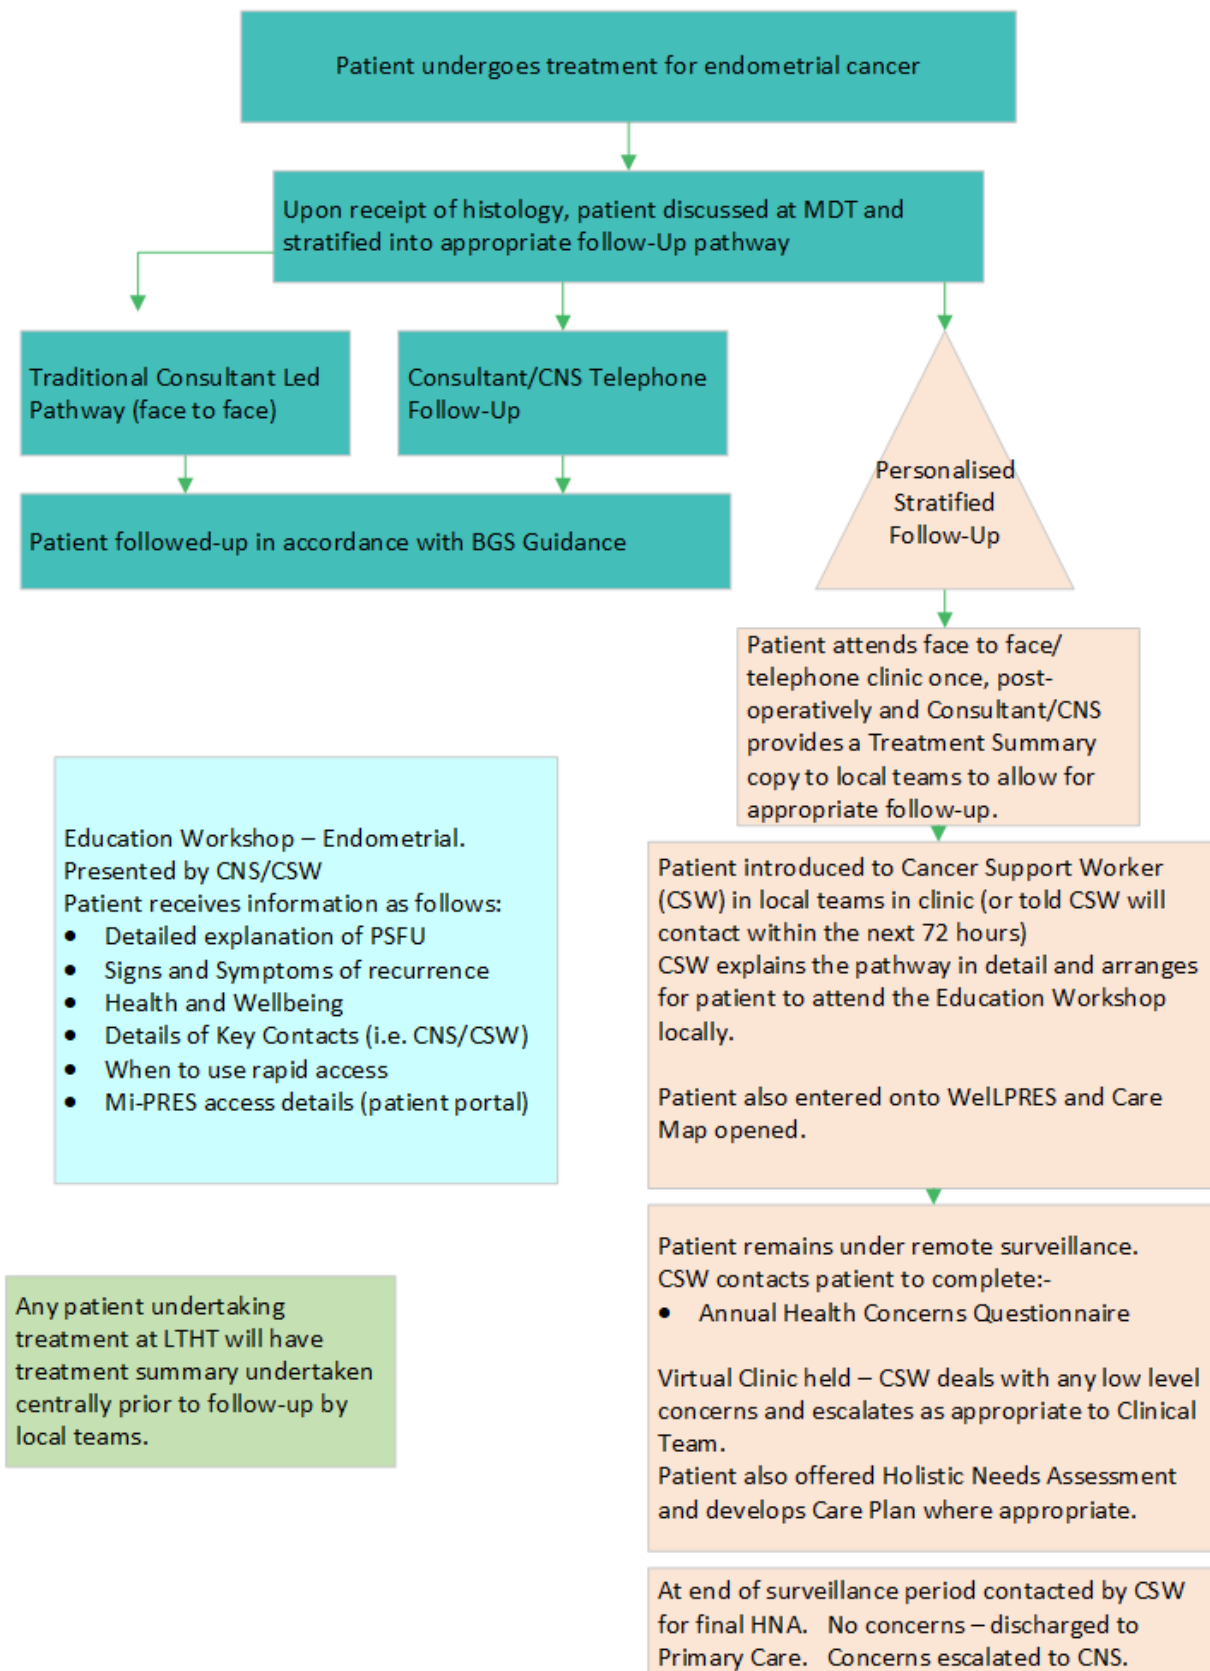 Patient undergoes treatment for endometrial cancer
Upon receipt of histology, patient discussed at MDT and
stratified into appropriate follow-Up pathway
Traditional Consultant Led
Pathway (face to face)
Consultant/CNS Telephone
Follow-Up
Personalised
Stratified
Follow-Up
Patient followed-up in accordance with BGS Guidance
Patient attends face to face/
telephone clinic once, post-
operatively and Consultant/CNS
provides a Treatment Summary
copy to local teams to allow for
appropriate follow-up.
Education Workshop – Endometrial.
Presented by CNS/CSW
Patient receives information as follows:
• Detailed explanation of PSFU
• Signs and Symptoms of recurrence
• Health and Wellbeing
• Details of Key Contacts (i.e. CNS/CSW)
• When to use rapid access
• Mi-PRES access details (patient portal)
Patient introduced to Cancer Support Worker
(CSW) in local teams in clinic (or told CSW will
contact within the next 72 hours)
CSW explains the pathway in detail and arranges
for patient to attend the Education Workshop
locally.
Patient also entered onto WelLPRES and Care
Map opened.
Patient remains under remote surveillance.
CSW contacts patient to complete:-
• Annual Health Concerns Questionnaire
Virtual Clinic held – CSW deals with any low level
concerns and escalates as appropriate to Clinical
Team.
Patient also offered Holistic Needs Assessment
and develops Care Plan where appropriate.
Any patient undertaking
treatment at LTHT will have
treatment summary undertaken
centrally prior to follow-up by
local teams.
At end of surveillance period contacted by CSW
for final HNA. No concerns – discharged to
Primary Care. Concerns escalated to CNS.